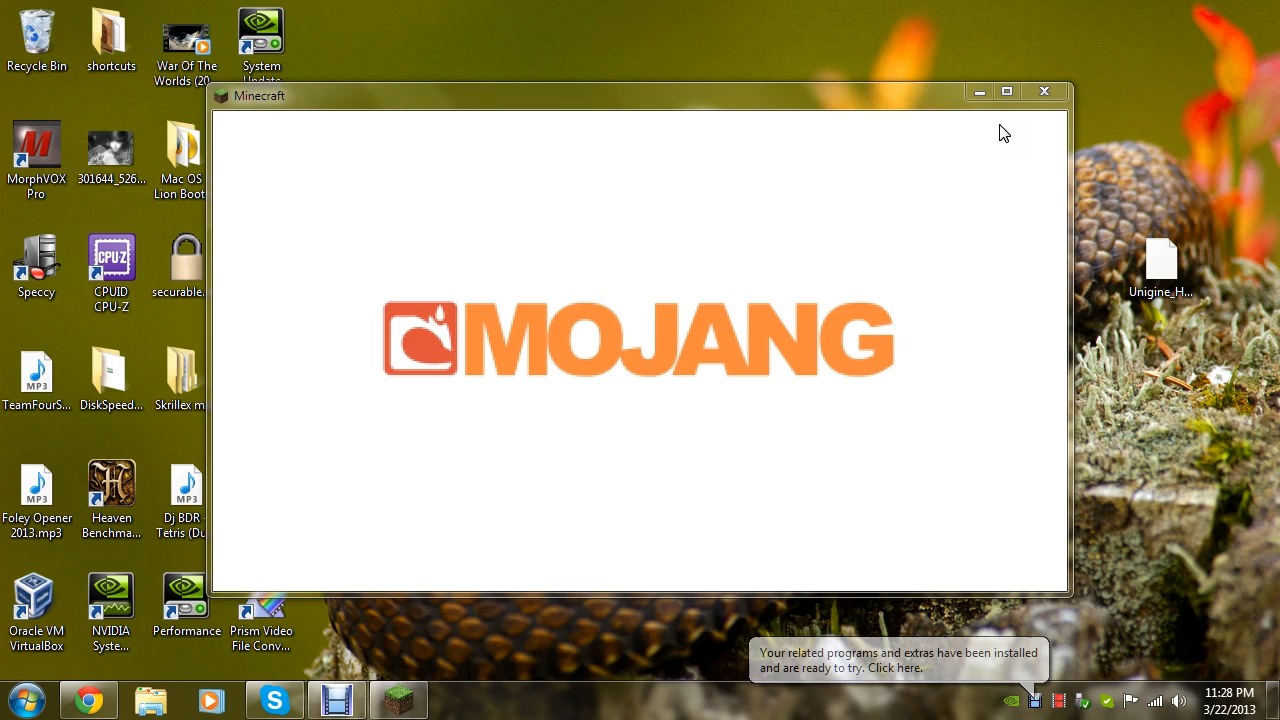 Recycle Bin
shortcuts
War Of The
Worlds (20
System
Update
Minecraft
MorphVOX
Pro
M
301644_526...
Mac OS
Lion Boot
Speccy
CPU-Z
CPUID
CPU-Z
securable.
Unigine_H...
MOJANG
MP3
TeamFourS...
DiskSpeed...
Skrillex m
MP3
Foley Opener
2013.mp3
H
Heaven
Benchma...
MP3
Dj BDR -
Tetris (Du
Oracle VM
VirtualBox
NVIDIA
Syste...
Performance
Prism Video
File Conv...
Your related programs and extras have been installed
and are ready to try. Click here.
S
11:28 PM
3/22/2013